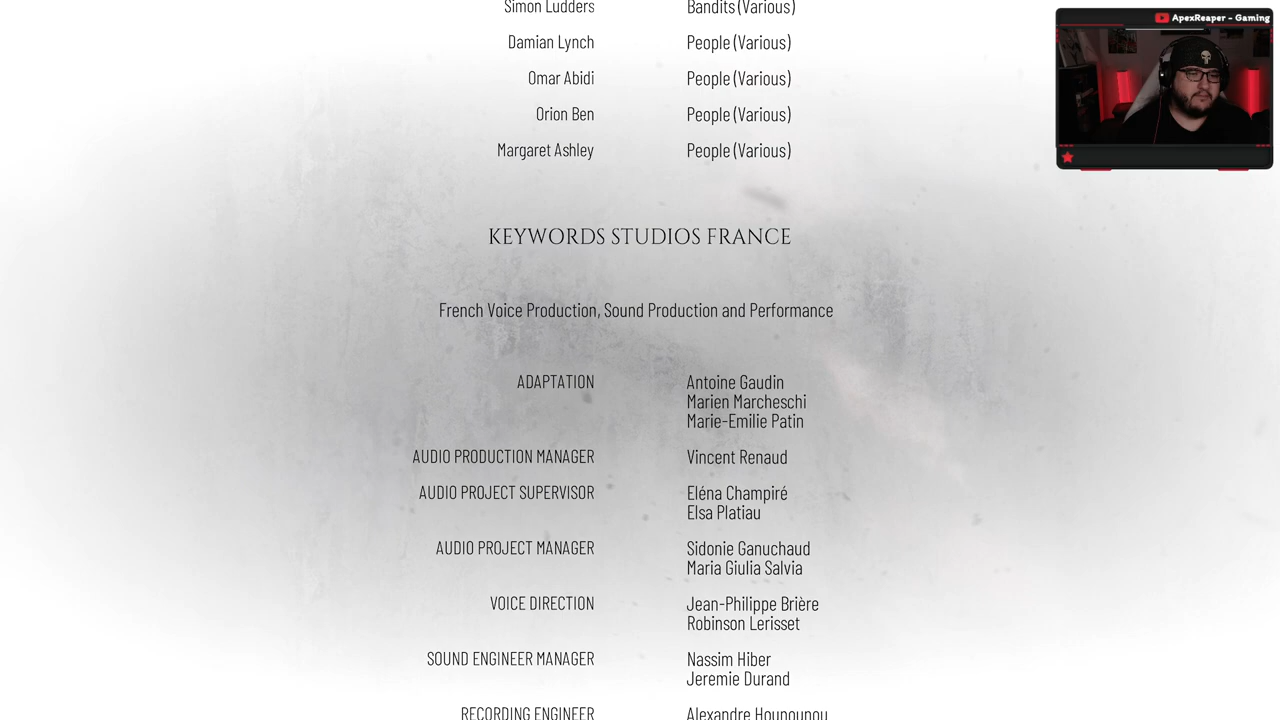 Simon Ludders Bandits (Various)
ApexReaper - Gaming
Damian Lynch People (Various)
Omar Abidi People (Various)
Orion Ben People (Various)
Margaret Ashley People (Various)
KEYWORDS STUDIOS FRANCE
French Voice Production, Sound Production and Performance
ADAPTATION Antoine Gaudin
Marien Marcheschi
Marie-Emilie Patin
AUDIO PRODUCTION MANAGER Vincent Renaud
AUDIO PROJECT SUPERVISOR Eléna Champiré
Elsa Platiau
AUDIO PROJECT MANAGER Sidonie Ganuchaud
Maria Giulia Salvia
VOICE DIRECTION Jean-Philippe Brière
Robinson Lerisset
SOUND ENGINEER MANAGER Nassim Hiber
Jeremie Durand
RECORDING ENGINEER Alexandre Hounounou